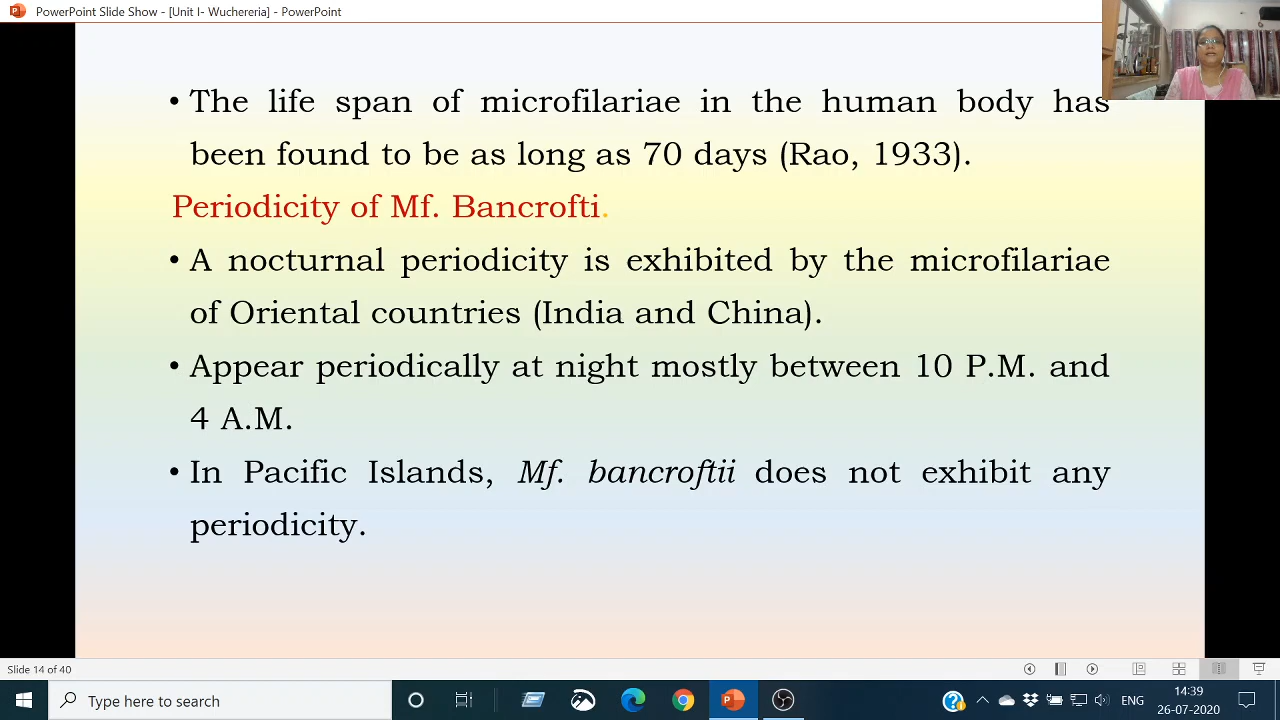 PowerPoint Slide Show - [Unit I- Wuchereria] - PowerPoint
• The life span of microfilariae in the human body has
been found to be as long as 70 days (Rao, 1933).
Periodicity of Mf. Bancrofti.
• A nocturnal periodicity is exhibited by the microfilariae
of Oriental countries (India and China).
• Appear periodically at night mostly between 10 P.M. and
4 A.M.
• In Pacific Islands, Mf. bancroftii does not exhibit any
periodicity.
Slide 14 of 40
Type here to search
ENG
14:39
26-07-2020